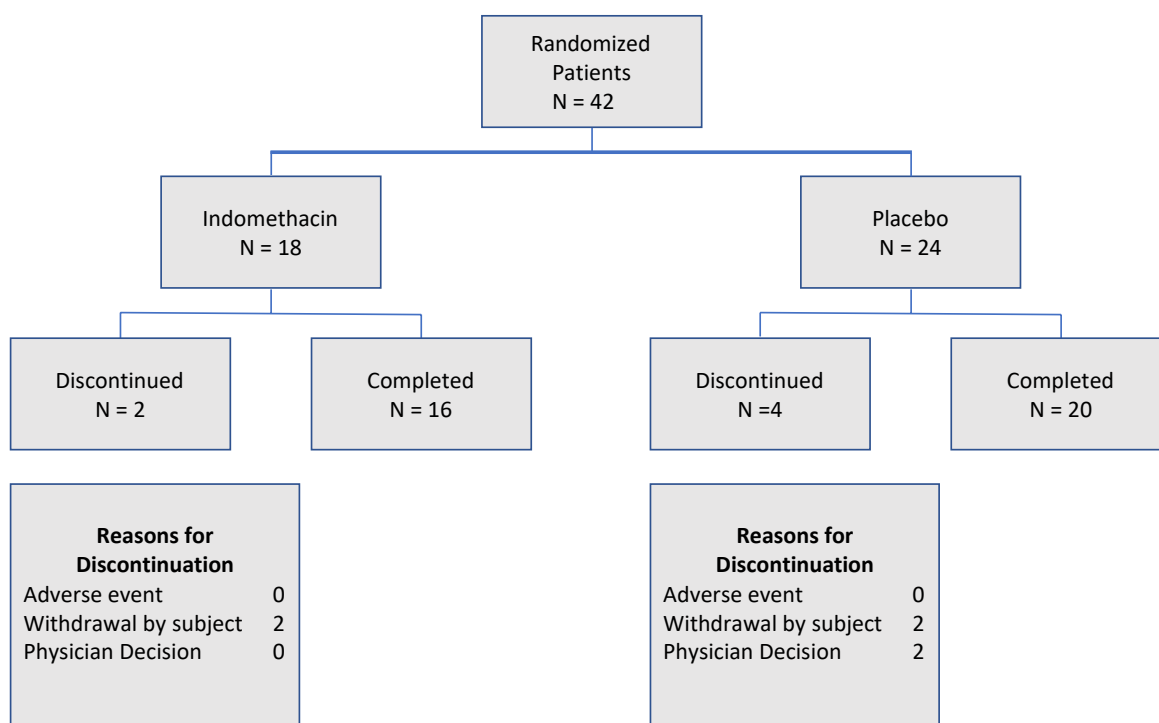 Randomized
Patients
N = 42
Indomethacin
N = 18
Placebo
N = 24
Discontinued
N = 2
Completed
N = 16
Discontinued
N =4
Completed
N = 20
Reasons for
Discontinuation
Adverse event 0
Withdrawal by subject 2
Physician Decision 0
Reasons for
Discontinuation
Adverse event 0
Withdrawal by subject 2
Physician Decision 2